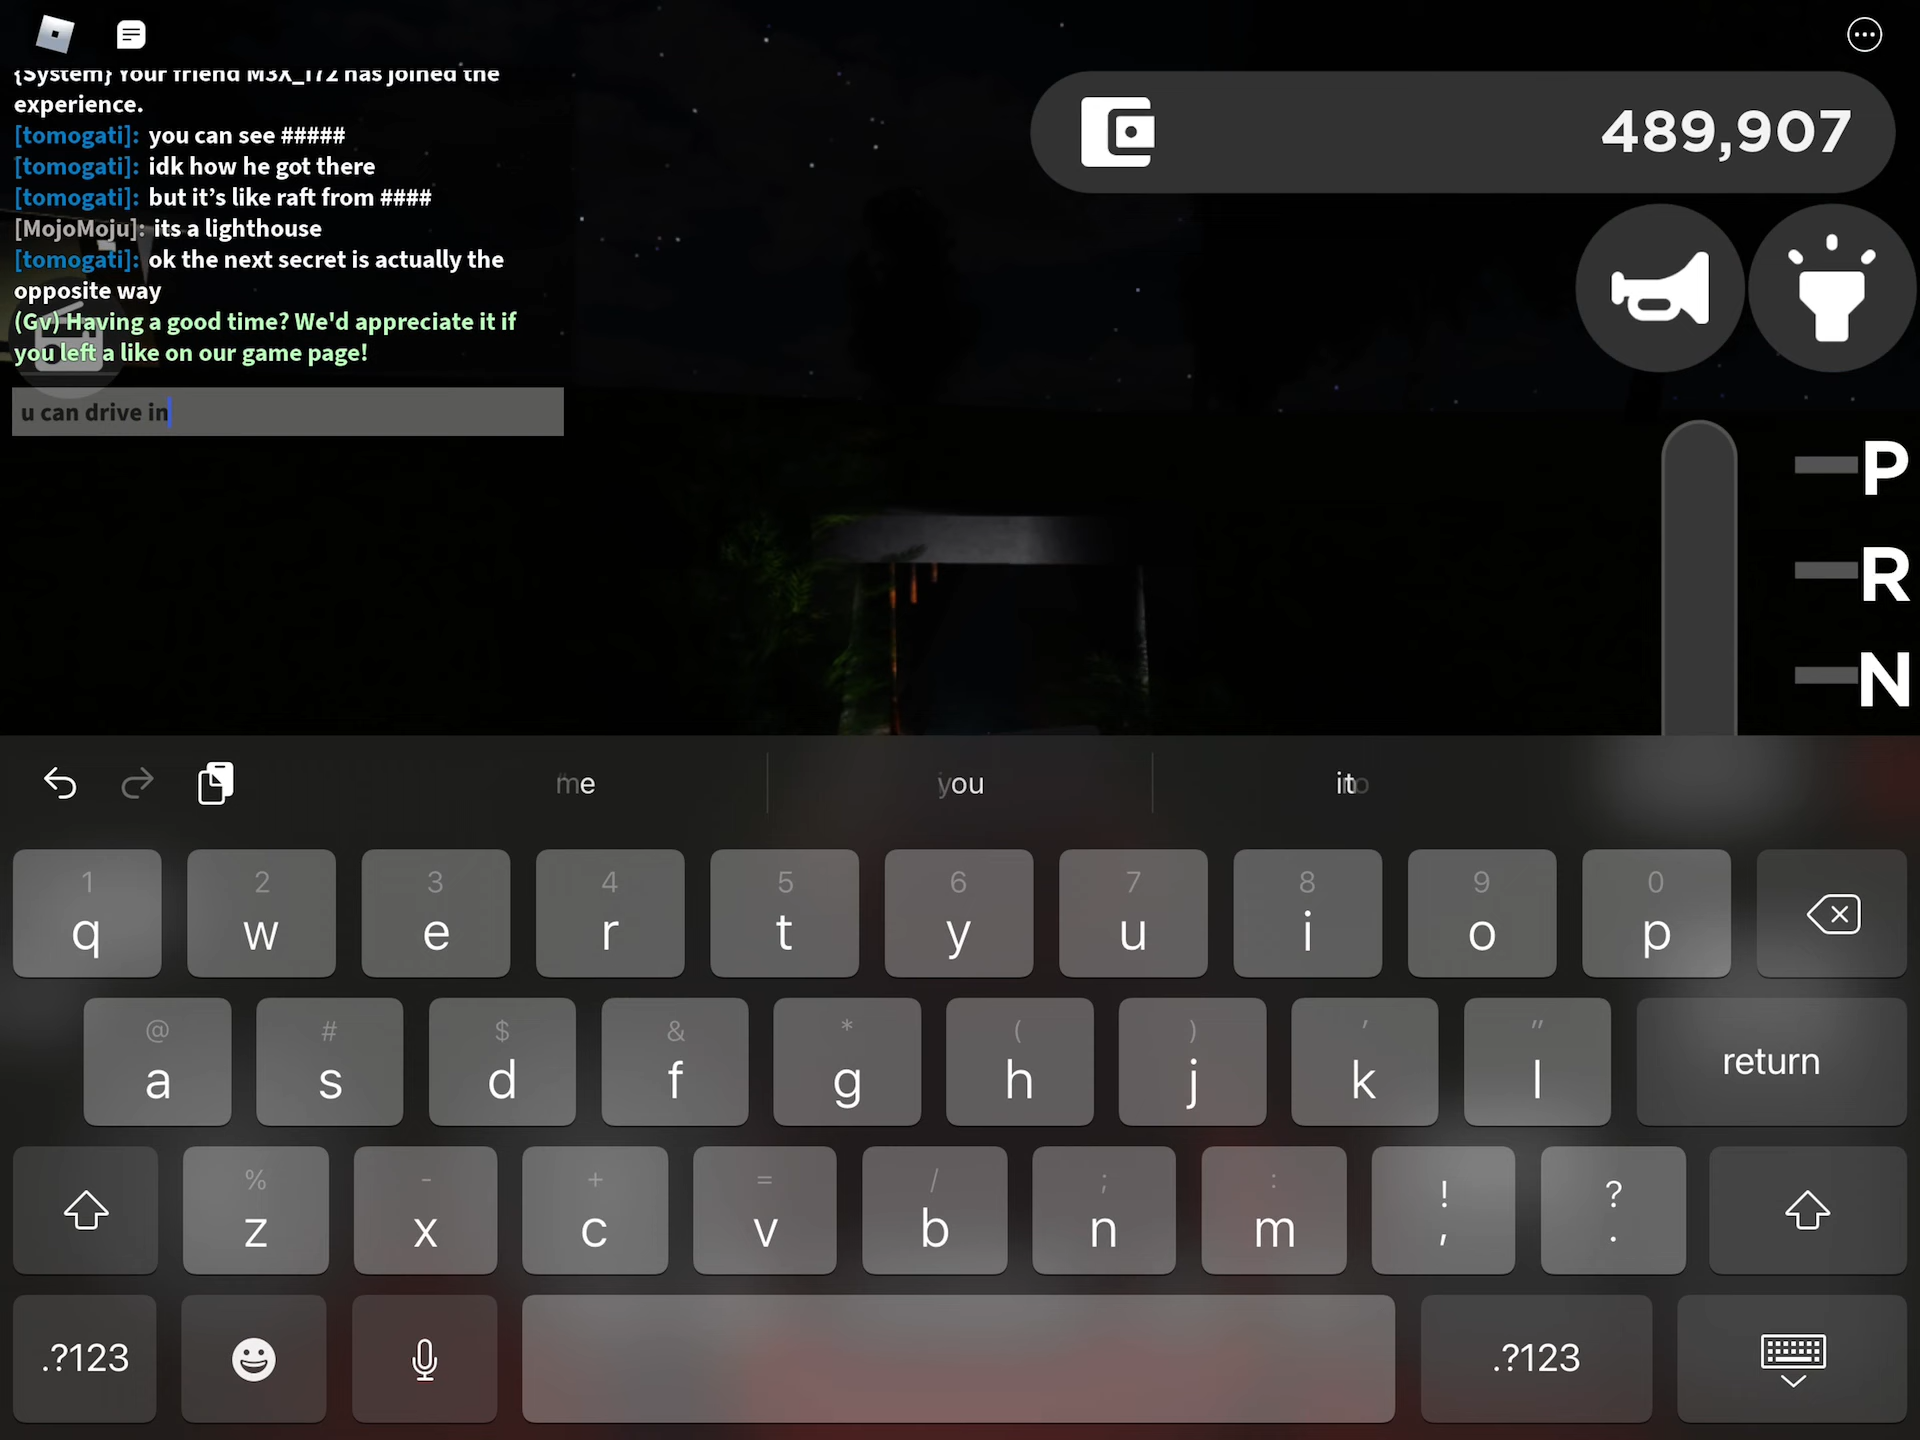 {System} Your friend M3X_172 has joined the
experience.
[tomogati]: you can see #####
[tomogati]: idk how he got there
[tomogati]: but it’s like raft from ####
[MojoMoju]: its a lighthouse
[tomogati]: ok the next secret is actually the
opposite way
(Gv) Having a good time? We'd appreciate it if
you left a like on our game page!
u can drive in
489,907
P
R
N
me you it
1 2 3 4 5 6 7 8 9 0
q w e r t y u i o p
@ # $ & * ( ) ' "
a s d f g h j k l return
% - + = / ; : ! ?
z x c v b n m , .
.?123 .?123